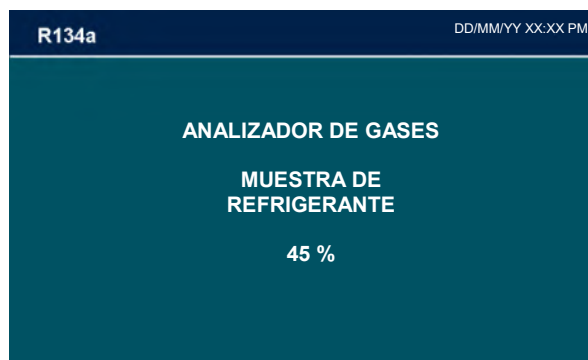 R134a
DD/MM/YY XX:XX PM
ANALIZADOR DE GASES
MUESTRA DE
REFRIGERANTE
45 %